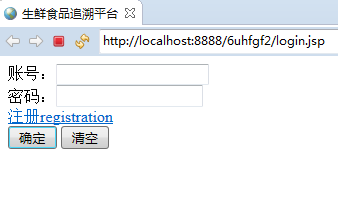 生鲜食品追溯平台
http://localhost:8888/6uhfgf2/login.jsp
账号：
密码：
注册registration
确定 清空